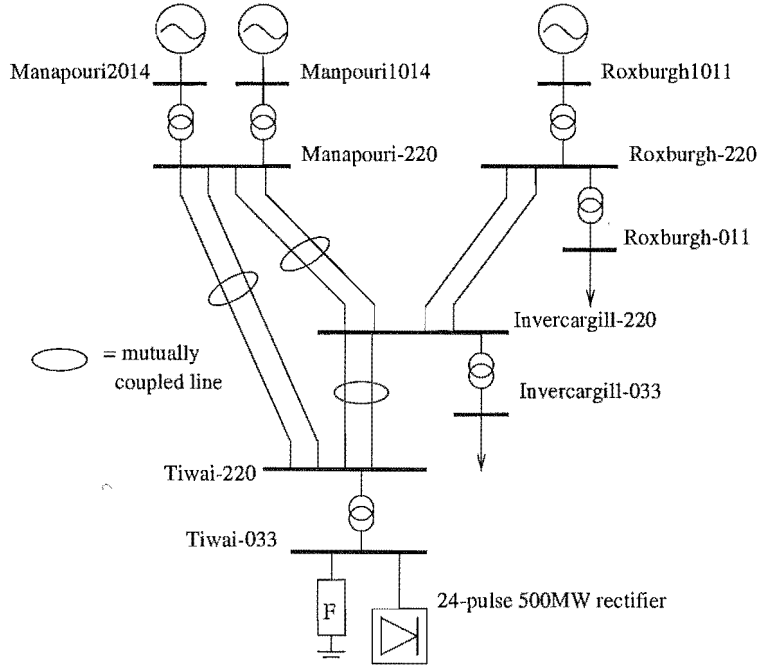 Manapouri2014
Manpouri1014
Roxburgh1011
Manapouri-220
Roxburgh-220
Roxburgh-011
Invercargill-220
= mutually
coupled line
Invercargill-033
Tiwai-220
Tiwai-033
F
24-pulse 500MW rectifier